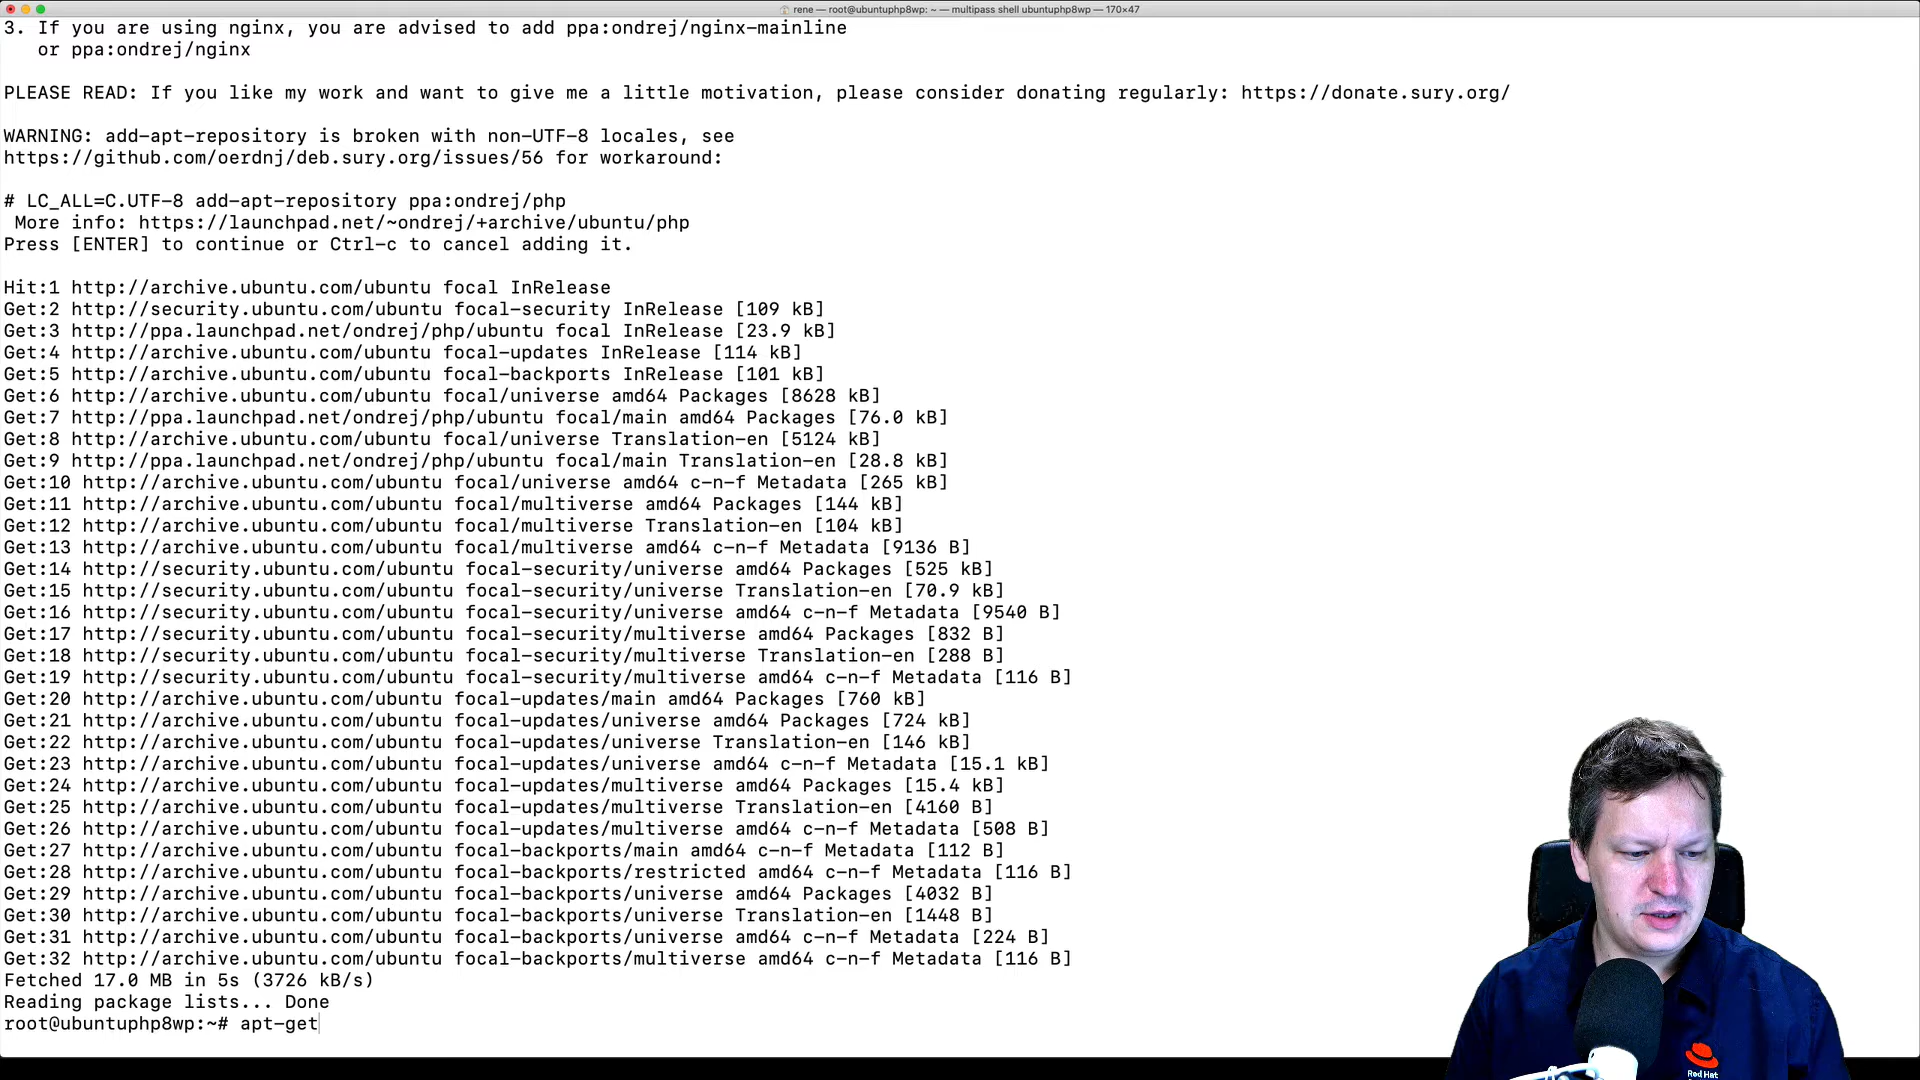 rene — root@ubuntuphp8wp: ~ — multipass shell ubuntuphp8wp — 170×47
3. If you are using nginx, you are advised to add ppa:ondrej/nginx-mainline
   or ppa:ondrej/nginx
PLEASE READ: If you like my work and want to give me a little motivation, please consider donating regularly: https://donate.sury.org/
WARNING: add-apt-repository is broken with non-UTF-8 locales, see
https://github.com/oerdnj/deb.sury.org/issues/56 for workaround:
# LC_ALL=C.UTF-8 add-apt-repository ppa:ondrej/php
 More info: https://launchpad.net/~ondrej/+archive/ubuntu/php
Press [ENTER] to continue or Ctrl-c to cancel adding it.
Hit:1 http://archive.ubuntu.com/ubuntu focal InRelease
Get:2 http://security.ubuntu.com/ubuntu focal-security InRelease [109 kB]
Get:3 http://ppa.launchpad.net/ondrej/php/ubuntu focal InRelease [23.9 kB]
Get:4 http://archive.ubuntu.com/ubuntu focal-updates InRelease [114 kB]
Get:5 http://archive.ubuntu.com/ubuntu focal-backports InRelease [101 kB]
Get:6 http://archive.ubuntu.com/ubuntu focal/universe amd64 Packages [8628 kB]
Get:7 http://ppa.launchpad.net/ondrej/php/ubuntu focal/main amd64 Packages [76.0 kB]
Get:8 http://archive.ubuntu.com/ubuntu focal/universe Translation-en [5124 kB]
Get:9 http://ppa.launchpad.net/ondrej/php/ubuntu focal/main Translation-en [28.8 kB]
Get:10 http://archive.ubuntu.com/ubuntu focal/universe amd64 c-n-f Metadata [265 kB]
Get:11 http://archive.ubuntu.com/ubuntu focal/multiverse amd64 Packages [144 kB]
Get:12 http://archive.ubuntu.com/ubuntu focal/multiverse Translation-en [104 kB]
Get:13 http://archive.ubuntu.com/ubuntu focal/multiverse amd64 c-n-f Metadata [9136 B]
Get:14 http://security.ubuntu.com/ubuntu focal-security/universe amd64 Packages [525 kB]
Get:15 http://security.ubuntu.com/ubuntu focal-security/universe Translation-en [70.9 kB]
Get:16 http://security.ubuntu.com/ubuntu focal-security/universe amd64 c-n-f Metadata [9540 B]
Get:17 http://security.ubuntu.com/ubuntu focal-security/multiverse amd64 Packages [832 B]
Get:18 http://security.ubuntu.com/ubuntu focal-security/multiverse Translation-en [288 B]
Get:19 http://security.ubuntu.com/ubuntu focal-security/multiverse amd64 c-n-f Metadata [116 B]
Get:20 http://archive.ubuntu.com/ubuntu focal-updates/main amd64 Packages [760 kB]
Get:21 http://archive.ubuntu.com/ubuntu focal-updates/universe amd64 Packages [724 kB]
Get:22 http://archive.ubuntu.com/ubuntu focal-updates/universe Translation-en [146 kB]
Get:23 http://archive.ubuntu.com/ubuntu focal-updates/universe amd64 c-n-f Metadata [15.1 kB]
Get:24 http://archive.ubuntu.com/ubuntu focal-updates/multiverse amd64 Packages [15.4 kB]
Get:25 http://archive.ubuntu.com/ubuntu focal-updates/multiverse Translation-en [4160 B]
Get:26 http://archive.ubuntu.com/ubuntu focal-updates/multiverse amd64 c-n-f Metadata [508 B]
Get:27 http://archive.ubuntu.com/ubuntu focal-backports/main amd64 c-n-f Metadata [112 B]
Get:28 http://archive.ubuntu.com/ubuntu focal-backports/restricted amd64 c-n-f Metadata [116 B]
Get:29 http://archive.ubuntu.com/ubuntu focal-backports/universe amd64 Packages [4032 B]
Get:30 http://archive.ubuntu.com/ubuntu focal-backports/universe Translation-en [1448 B]
Get:31 http://archive.ubuntu.com/ubuntu focal-backports/universe amd64 c-n-f Metadata [224 B]
Get:32 http://archive.ubuntu.com/ubuntu focal-backports/multiverse amd64 c-n-f Metadata [116 B]
Fetched 17.0 MB in 5s (3726 kB/s)
Reading package lists... Done
root@ubuntuphp8wp:~# apt-get
Red Hat